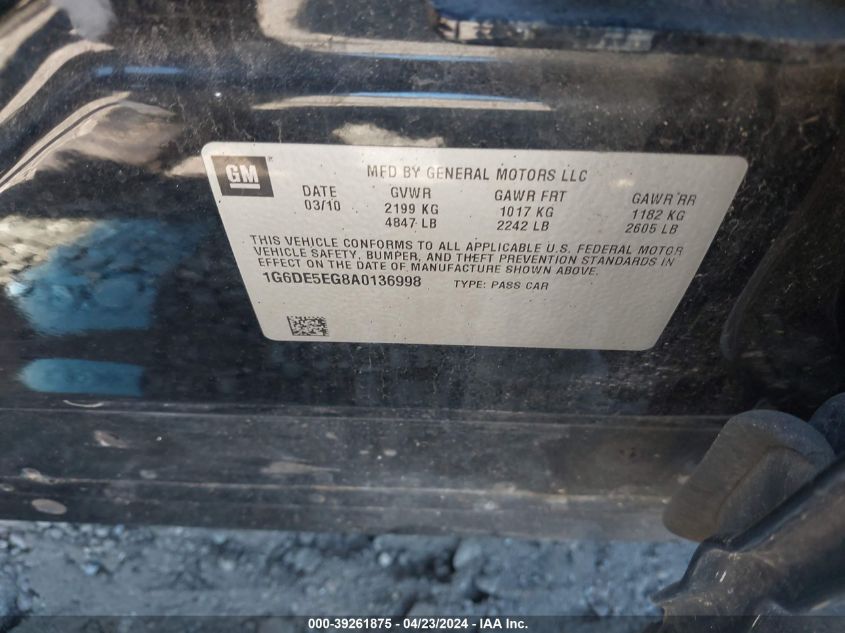 GM
MFD BY GENERAL MOTORS LLC
DATE GVWR GAWR FRT GAWR RR
03/10 2199 KG 1017 KG 1182 KG
4847 LB 2242 LB 2605 LB
THIS VEHICLE CONFORMS TO ALL APPLICABLE U.S. FEDERAL MOTOR
VEHICLE SAFETY, BUMPER, AND THEFT PREVENTION STANDARDS IN
EFFECT ON THE DATE OF MANUFACTURE SHOWN ABOVE.
1G6DE5EG8A0136998 TYPE: PASS CAR
000-39261875 - 04/23/2024 - IAA Inc.